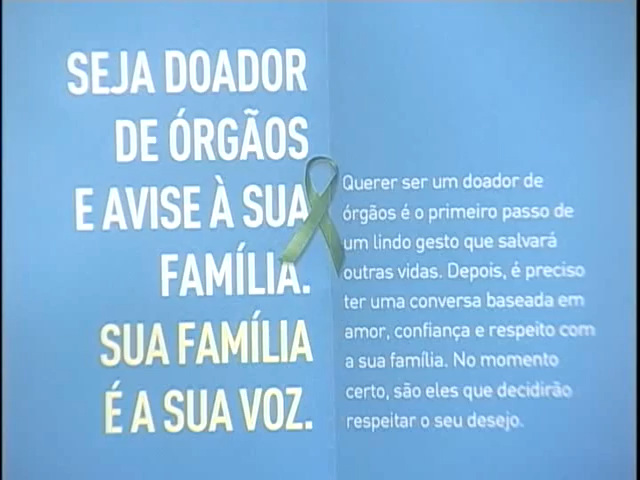 SEJA DOADOR
DE ÓRGÃOS
E AVISE À SUA
FAMÍLIA.
SUA FAMÍLIA
É A SUA VOZ.
Querer ser um doador de
órgãos é o primeiro passo de
um lindo gesto que salvará
outras vidas. Depois, é preciso
ter uma conversa baseada em
amor, confiança e respeito com
a sua família. No momento
certo, são eles que decidirão
respeitar o seu desejo.